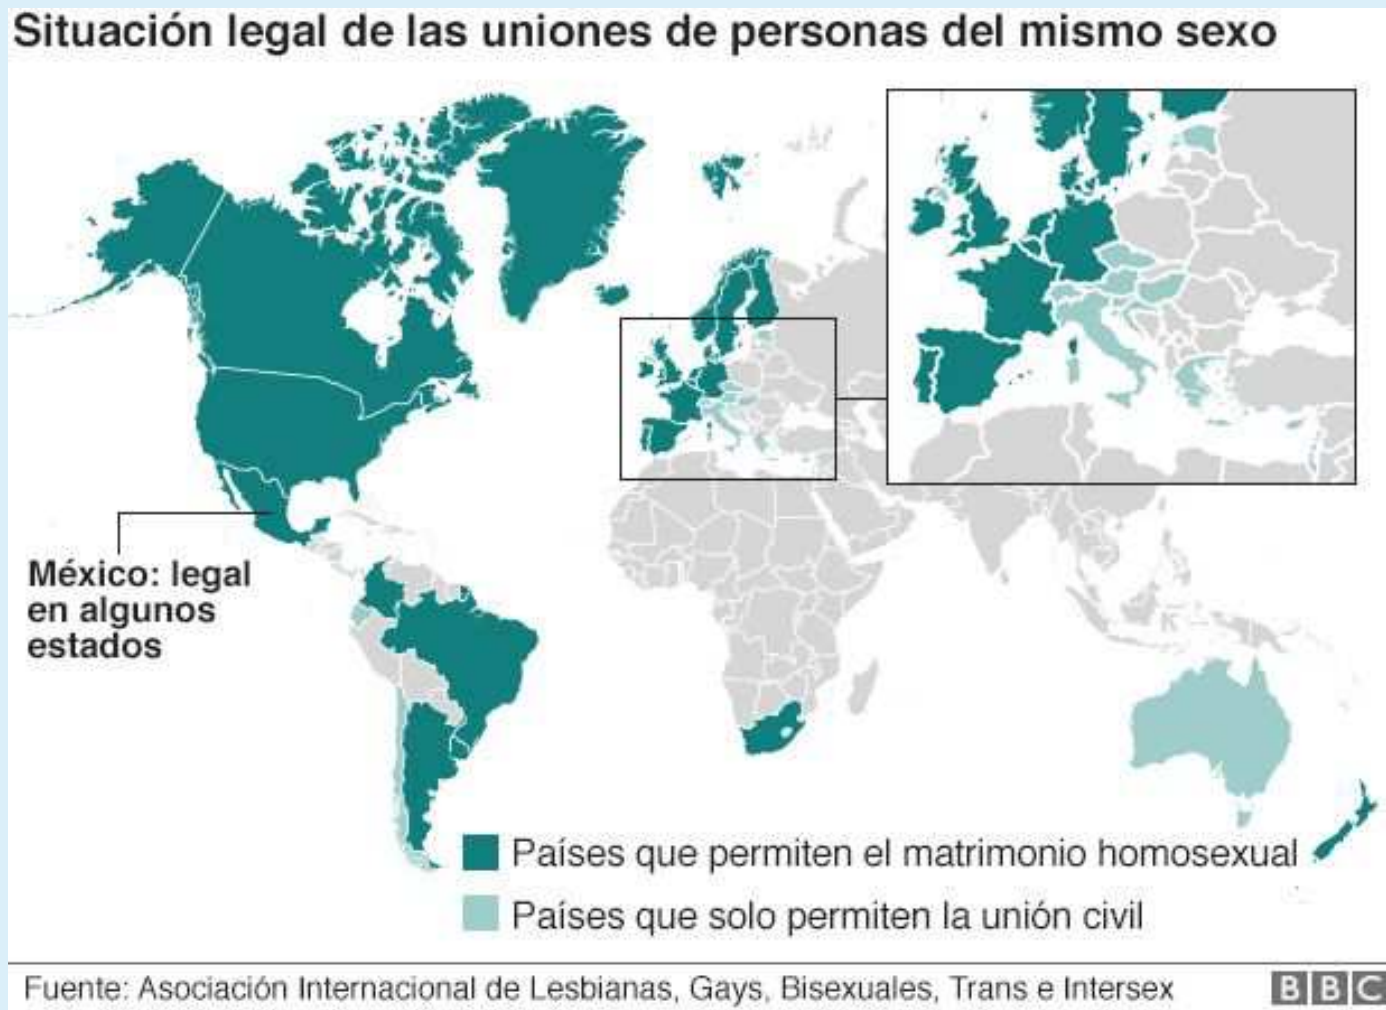 Situación legal de las uniones de personas del mismo sexo
México: legal
en algunos
estados
Países que permiten el matrimonio homosexual
Países que solo permiten la unión civil
Fuente: Asociación Internacional de Lesbianas, Gays, Bisexuales, Trans e Intersex
BBC